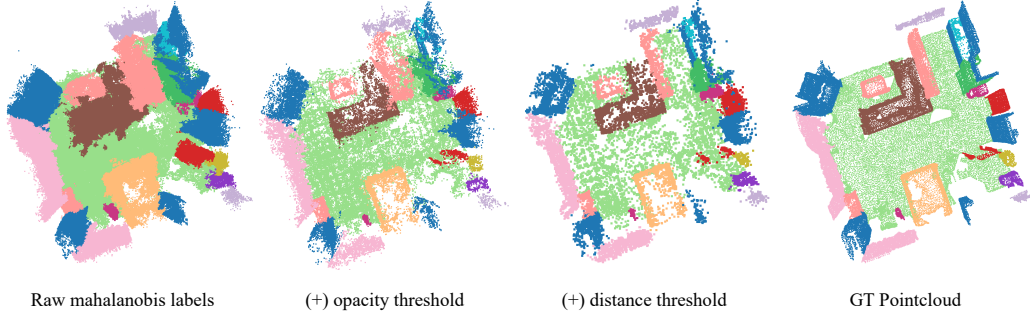 Raw mahalanobis labels
(+) opacity threshold
(+) distance threshold
GT Pointcloud